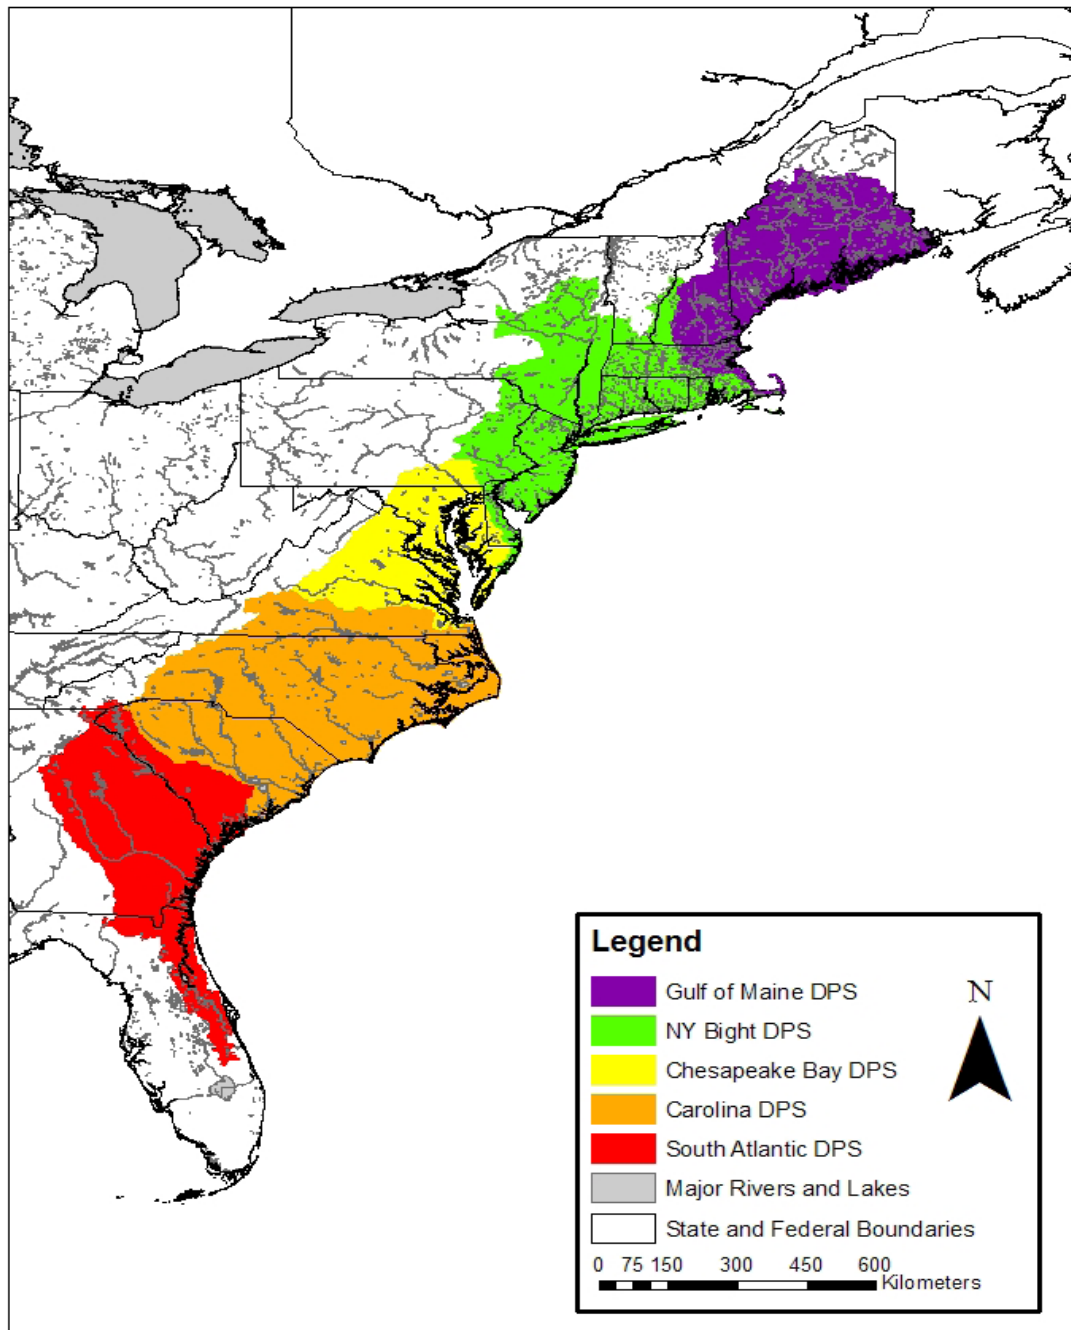 Legend
N
Gulf of Maine DPS
NY Bight DPS
Chesapeake Bay DPS
Carolina DPS
South Atlantic DPS
Major Rivers and Lakes
State and Federal Boundaries
0 75 150 300 450 600
Kilometers